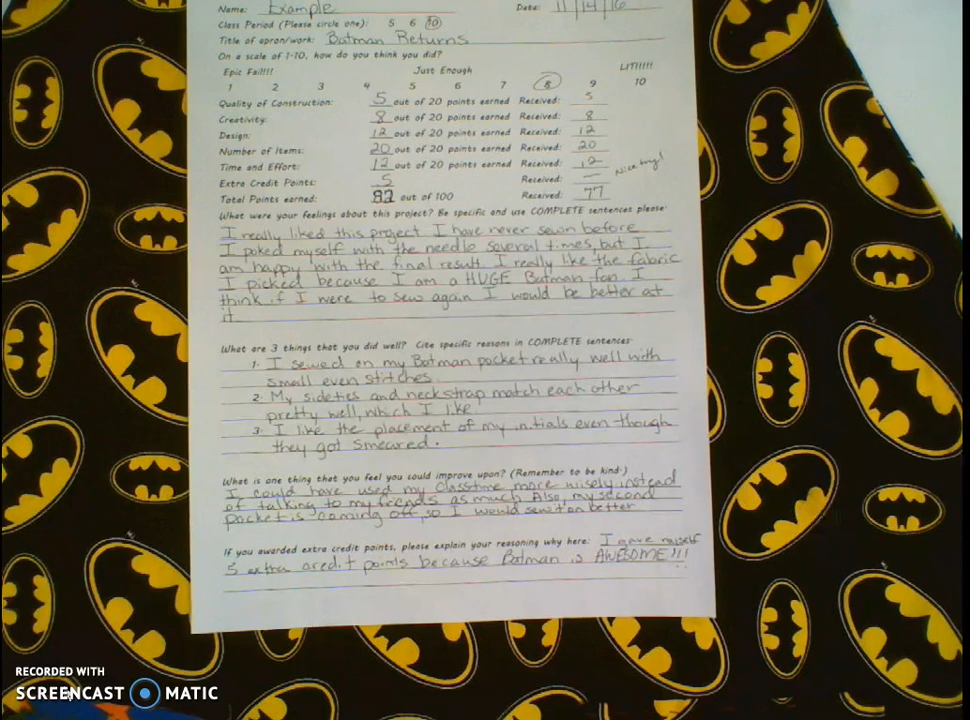 Name: Example Date: 11/14/16
Class Period (Please circle one): 5 6 10
Title of apron/work: Batman Returns
On a scale of 1-10, how do you think you did?
Epic Fail!!!! Just Enough LIT!!!!!
1 2 3 4 5 6 7 8 9 10
Quality of Construction: 5 out of 20 points earned Received: 5
Creativity: 8 out of 20 points earned Received: 8
Design: 12 out of 20 points earned Received: 12
Number of Items: 20 out of 20 points earned Received: 20
Time and Effort: 12 out of 20 points earned Received: 12
Extra Credit Points: 5 Received: — Nice try!
Total Points earned: 82 out of 100 Received: 77
What were your feelings about this project? Be specific and use COMPLETE sentences please:
I really liked this project I have never sewn before
I poked myself with the needle several times, but I
am happy with the final result. I really like the fabric
I picked because I am a HUGE Batman fan. I
think if I were to sew again I would be better at
it.
What are 3 things that you did well? Cite specific reasons in COMPLETE sentences:
1. I sewed on my Batman pocket really well with
small even stitches.
2. My sideties and neckstrap match each other
pretty well, which I like.
3. I like the placement of my initials even though
they got smeared.
What is one thing that you feel you could improve upon? (Remember to be kind.)
I could have used my classtime more wisely instead
of talking to my friends as much. Also, my second
pocket is coming off, so I would sew it on better
If you awarded extra credit points, please explain your reasoning why here: I gave myself
5 extra credit points because Batman is AWESOME!!!
RECORDED WITH
SCREENCAST MATIC